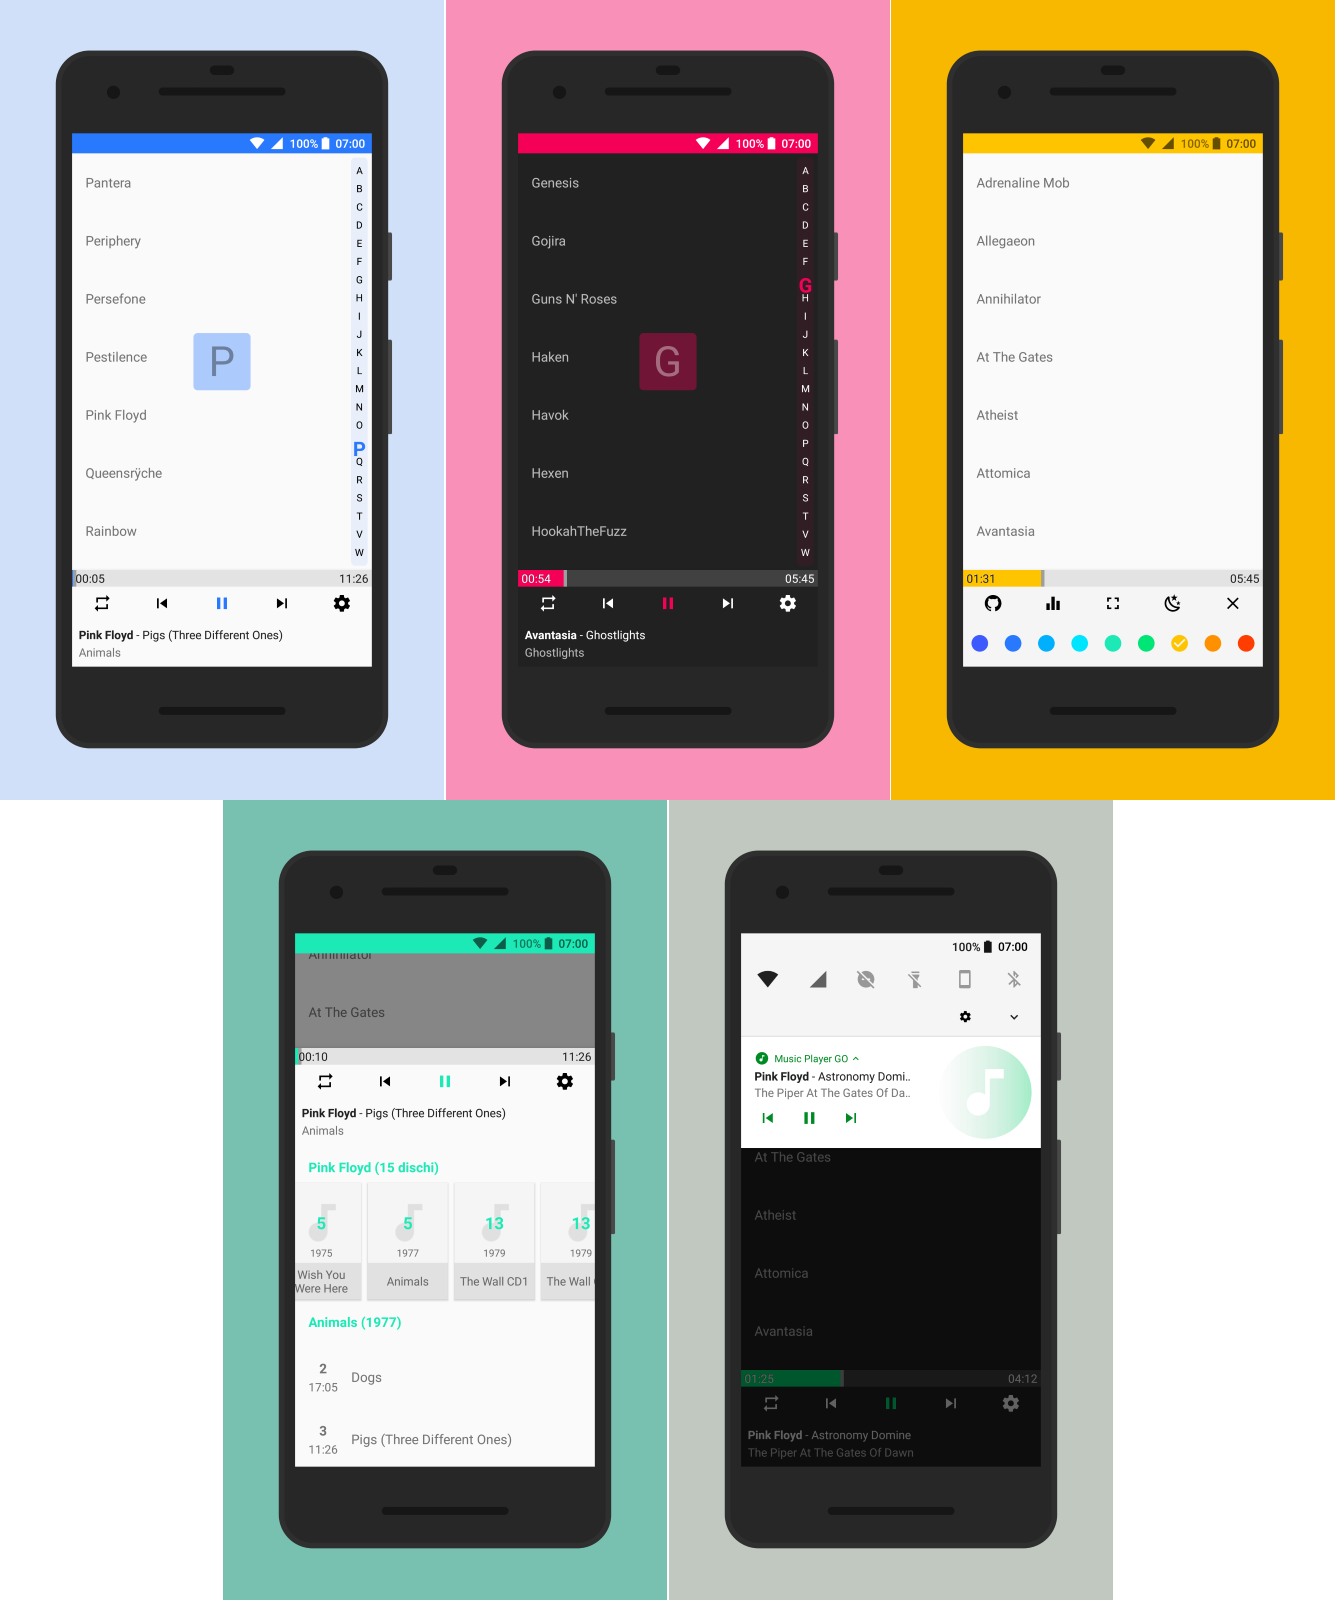 100% 07:00
Pantera
Periphery
Persefone
Pestilence
P
Pink Floyd
Queensrÿche
Rainbow
A
B
C
D
E
F
G
H
I
J
K
L
M
N
O
P
Q
R
S
T
V
W
00:05 11:26
Pink Floyd - Pigs (Three Different Ones)
Animals
100% 07:00
Genesis
Gojira
Guns N' Roses
Haken
G
Havok
Hexen
HookahTheFuzz
A
B
C
D
E
F
G
H
I
J
K
L
M
N
O
P
Q
R
S
T
V
W
00:54 05:45
Avantasia - Ghostlights
Ghostlights
100% 07:00
Adrenaline Mob
Allegaeon
Annihilator
At The Gates
Atheist
Attomica
Avantasia
01:31 05:45
100% 07:00
Annihilator
At The Gates
00:10 11:26
Pink Floyd - Pigs (Three Different Ones)
Animals
Pink Floyd (15 dischi)
5 5 13 13
1975 1977 1979 1979
Wish You
Were Here Animals The Wall CD1 The Wall
Animals (1977)
2
17:05 Dogs
3
11:26 Pigs (Three Different Ones)
100% 07:00
Music Player GO
Pink Floyd - Astronomy Domi..
The Piper At The Gates Of Da..
At The Gates
Atheist
Attomica
Avantasia
01:25 04:12
Pink Floyd - Astronomy Domine
The Piper At The Gates Of Dawn